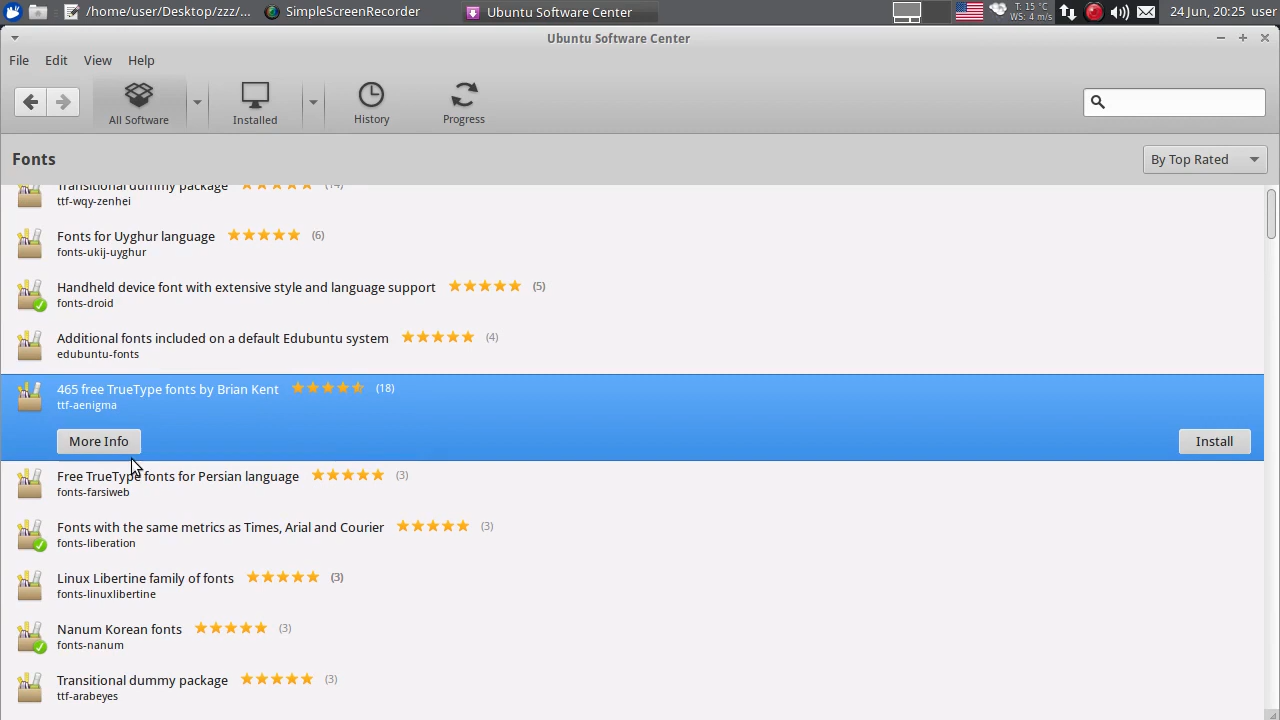 /home/user/Desktop/zzz/... SimpleScreenRecorder Ubuntu Software Center T: 15 °C WS: 4 m/s 24 Jun, 20:25 user
Ubuntu Software Center
File Edit View Help
All Software Installed History Progress
Fonts By Top Rated
Transitional dummy package (14)
ttf-wqy-zenhei
Fonts for Uyghur language (6)
fonts-ukij-uyghur
Handheld device font with extensive style and language support (5)
fonts-droid
Additional fonts included on a default Edubuntu system (4)
edubuntu-fonts
465 free TrueType fonts by Brian Kent (18)
ttf-aenigma
More Info Install
Free TrueType fonts for Persian language (3)
fonts-farsiweb
Fonts with the same metrics as Times, Arial and Courier (3)
fonts-liberation
Linux Libertine family of fonts (3)
fonts-linuxlibertine
Nanum Korean fonts (3)
fonts-nanum
Transitional dummy package (3)
ttf-arabeyes